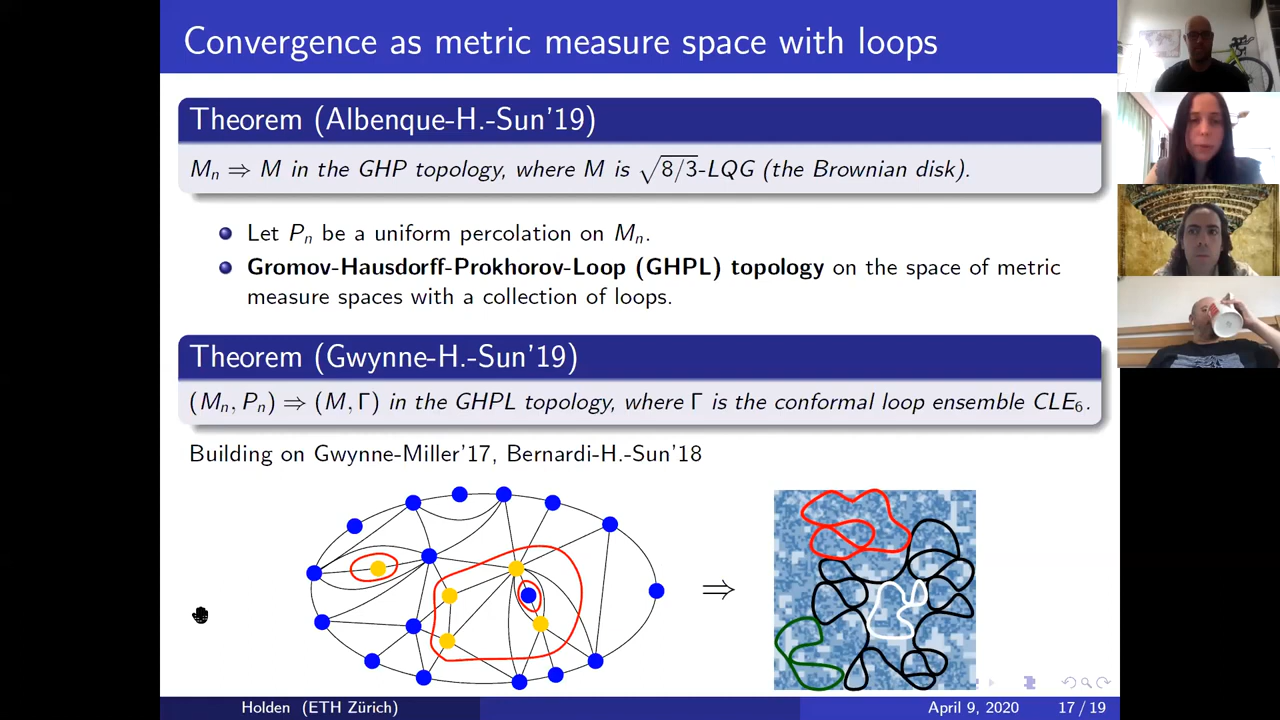 Convergence as metric measure space with loops
Theorem (Albenque-H.-Sun'19)
Mₙ ⇒ M in the GHP topology, where M is √8/3-LQG (the Brownian disk).
Let Pₙ be a uniform percolation on Mₙ.
Gromov-Hausdorff-Prokhorov-Loop (GHPL) topology on the space of metric
measure spaces with a collection of loops.
Theorem (Gwynne-H.-Sun'19)
(Mₙ, Pₙ) ⇒ (M, Γ) in the GHPL topology, where Γ is the conformal loop ensemble CLE₆.
Building on Gwynne-Miller'17, Bernardi-H.-Sun'18
⇒
Holden (ETH Zürich)
April 9, 2020
17 / 19